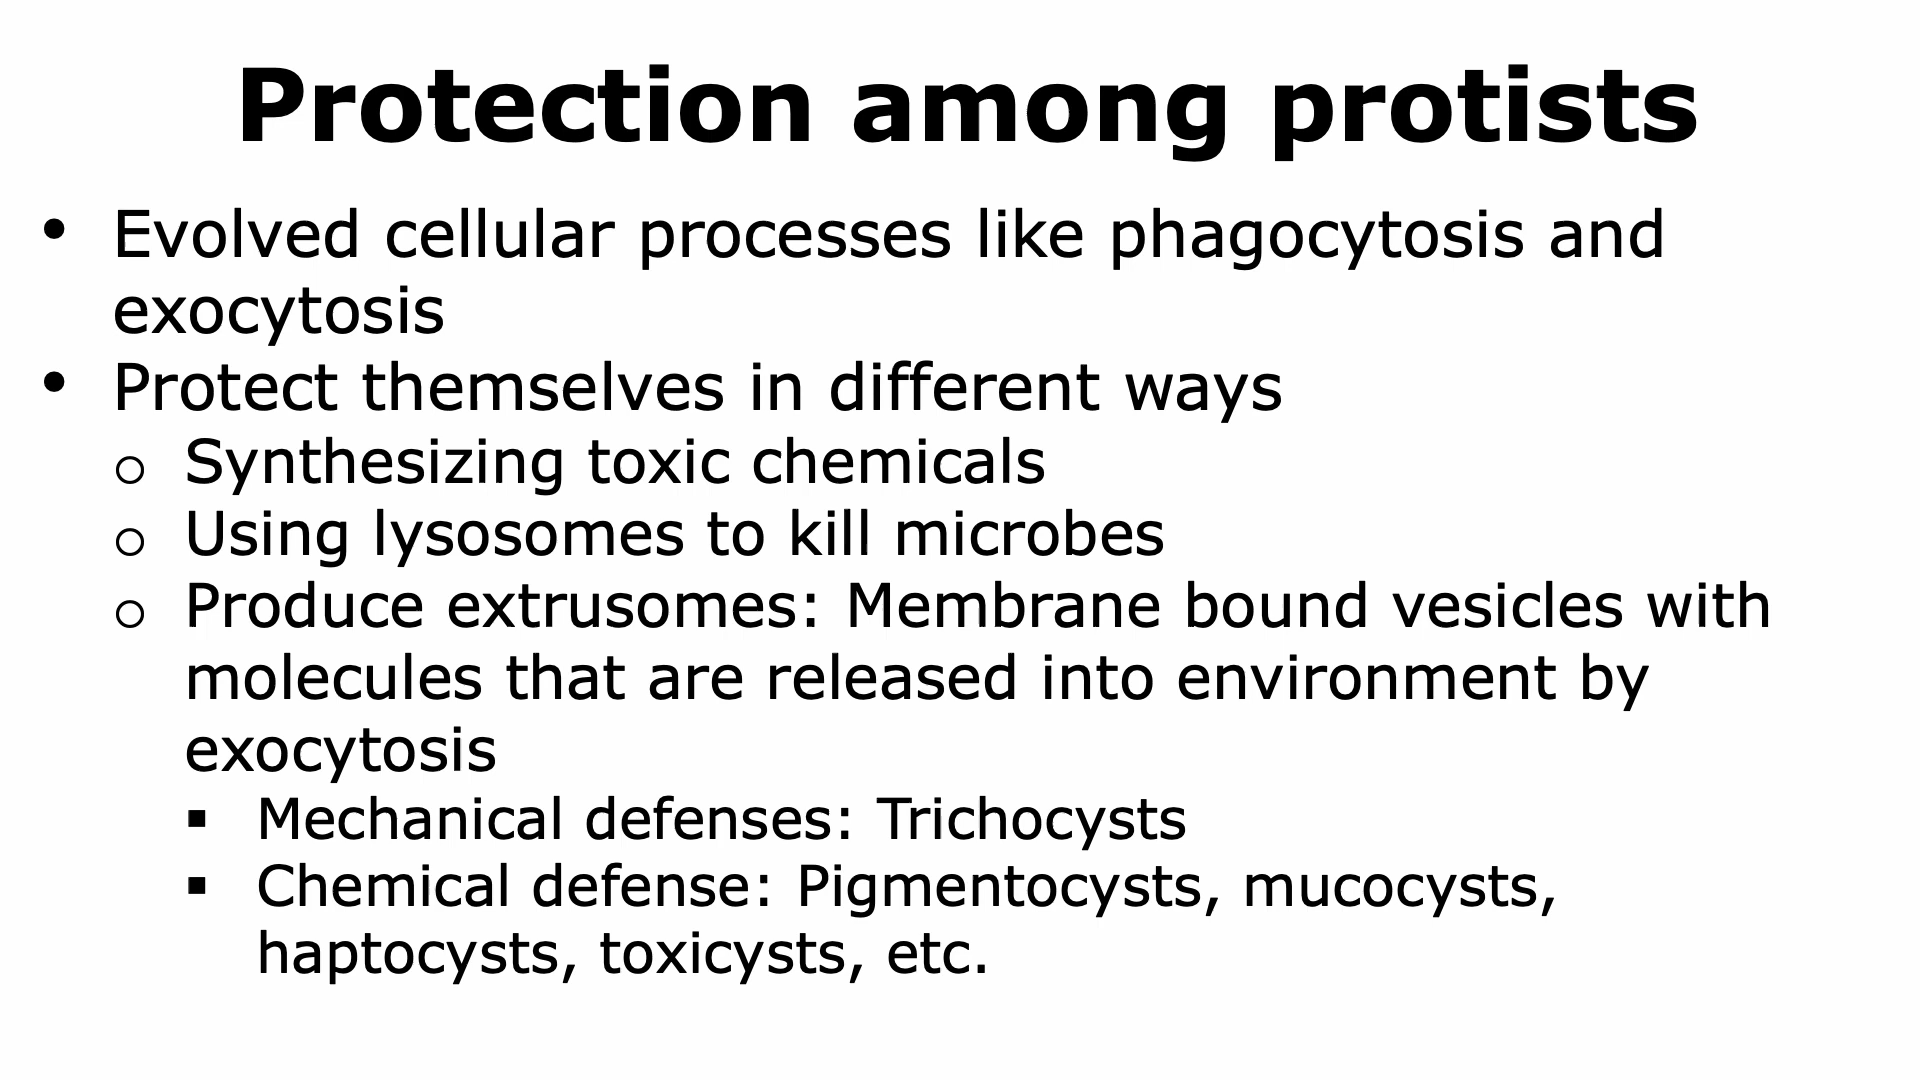 Protection among protists
• Evolved cellular processes like phagocytosis and
exocytosis
• Protect themselves in different ways
o Synthesizing toxic chemicals
o Using lysosomes to kill microbes
o Produce extrusomes: Membrane bound vesicles with
molecules that are released into environment by
exocytosis
▪ Mechanical defenses: Trichocysts
▪ Chemical defense: Pigmentocysts, mucocysts,
haptocysts, toxicysts, etc.